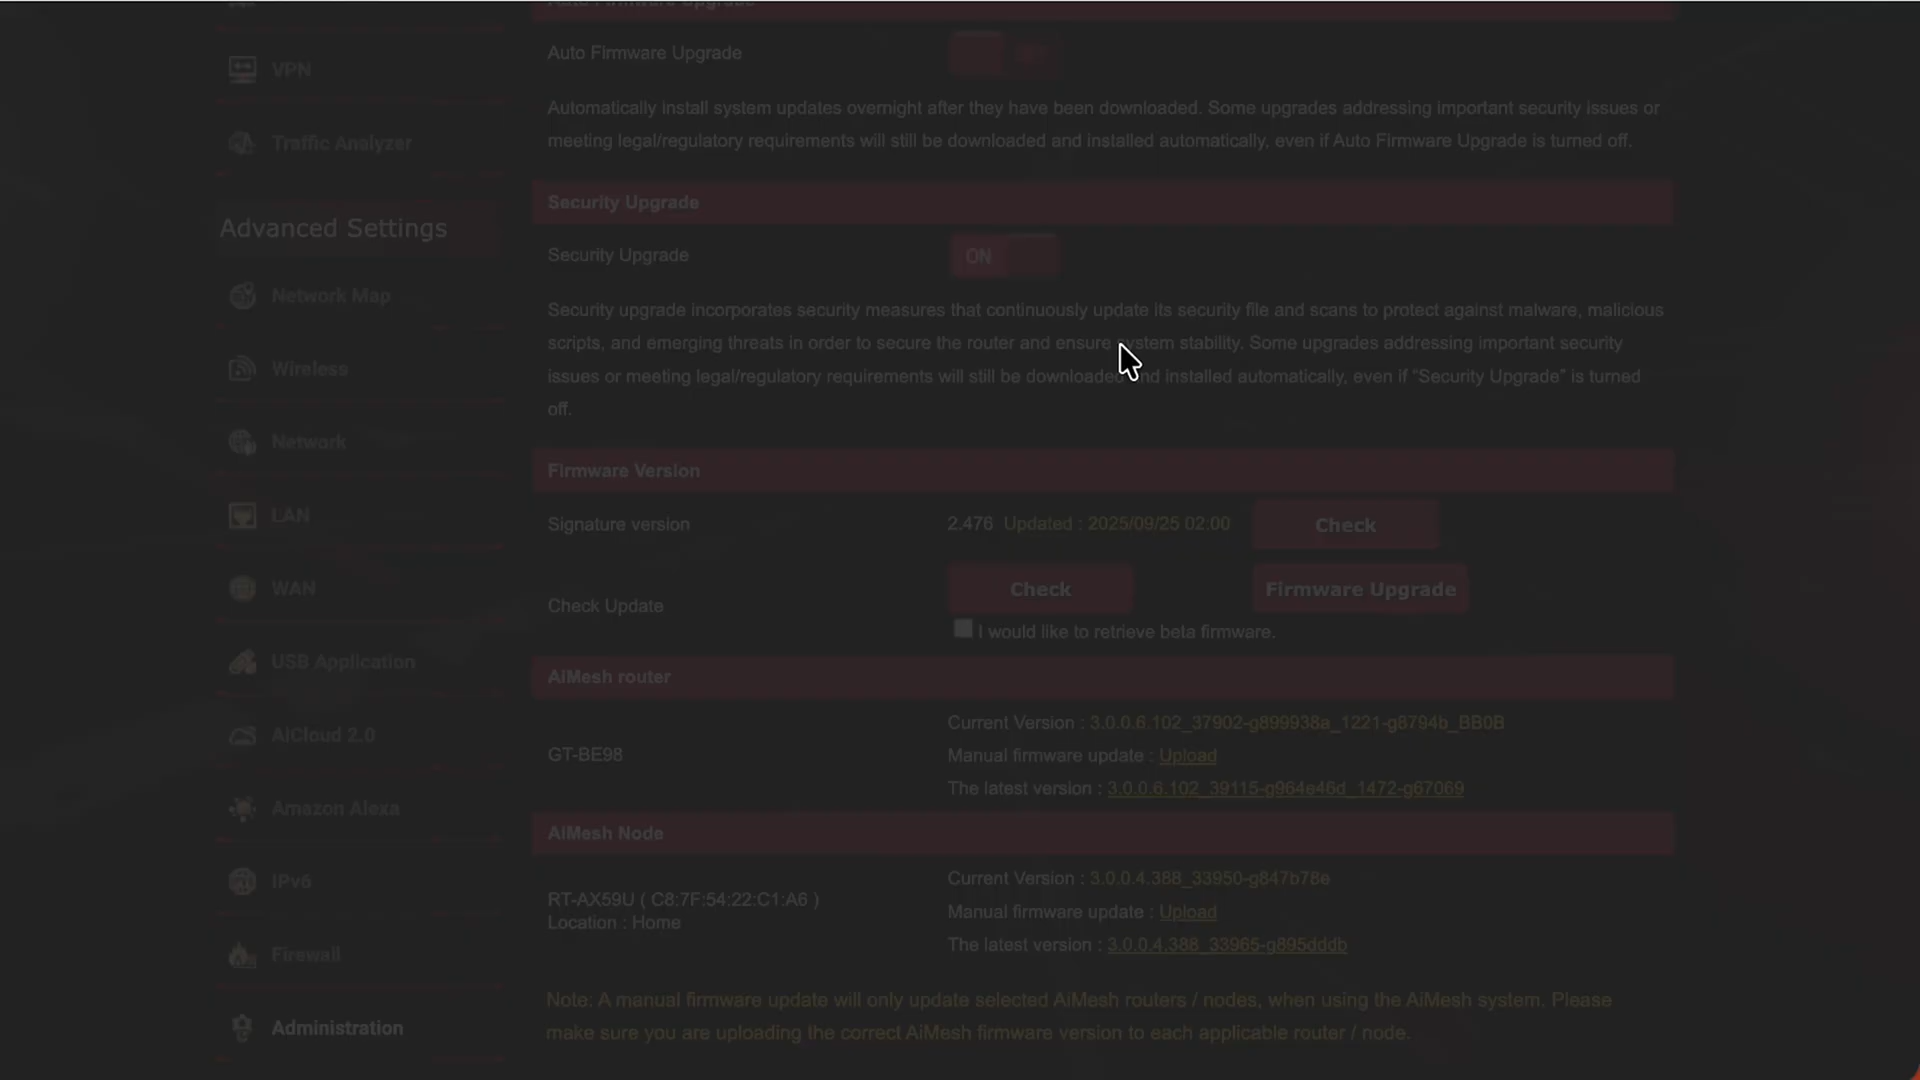 Auto Firmware Upgrade
VPN
Auto Firmware Upgrade
Automatically install system updates overnight after they have been downloaded. Some upgrades addressing important security issues or
meeting legal/regulatory requirements will still be downloaded and installed automatically, even if Auto Firmware Upgrade is turned off.
Traffic Analyzer
Security Upgrade
Advanced Settings
Security Upgrade
ON
Network Map
Security upgrade incorporates security measures that continuously update its security file and scans to protect against malware, malicious
scripts, and emerging threats in order to secure the router and ensure system stability. Some upgrades addressing important security
Wireless
issues or meeting legal/regulatory requirements will still be downloaded and installed automatically, even if “Security Upgrade” is turned
off.
Network
Firmware Version
LAN
Signature version
2.476 Updated : 2025/09/25 02:00
Check
WAN
Check Update
Check
Firmware Upgrade
I would like to retrieve beta firmware.
USB Application
AiMesh router
AiCloud 2.0
GT-BE98
Current Version : 3.0.0.6.102_37902-g899938a_1221-g6794b_BB0B
Manual firmware update : Upload
The latest version : 3.0.0.6.102_39115-g964e46d_1472-g67069
Amazon Alexa
AiMesh Node
IPv6
RT-AX59U ( C8:7F:54:22:C1:A6 )
Location : Home
Current Version : 3.0.0.4.388_33950-g847b78e
Manual firmware update : Upload
The latest version : 3.0.0.4.388_33965-g895dddb
Firewall
Administration
Note: A manual firmware update will only update selected AiMesh routers / nodes, when using the AiMesh system. Please
make sure you are uploading the correct AiMesh firmware version to each applicable router / node.